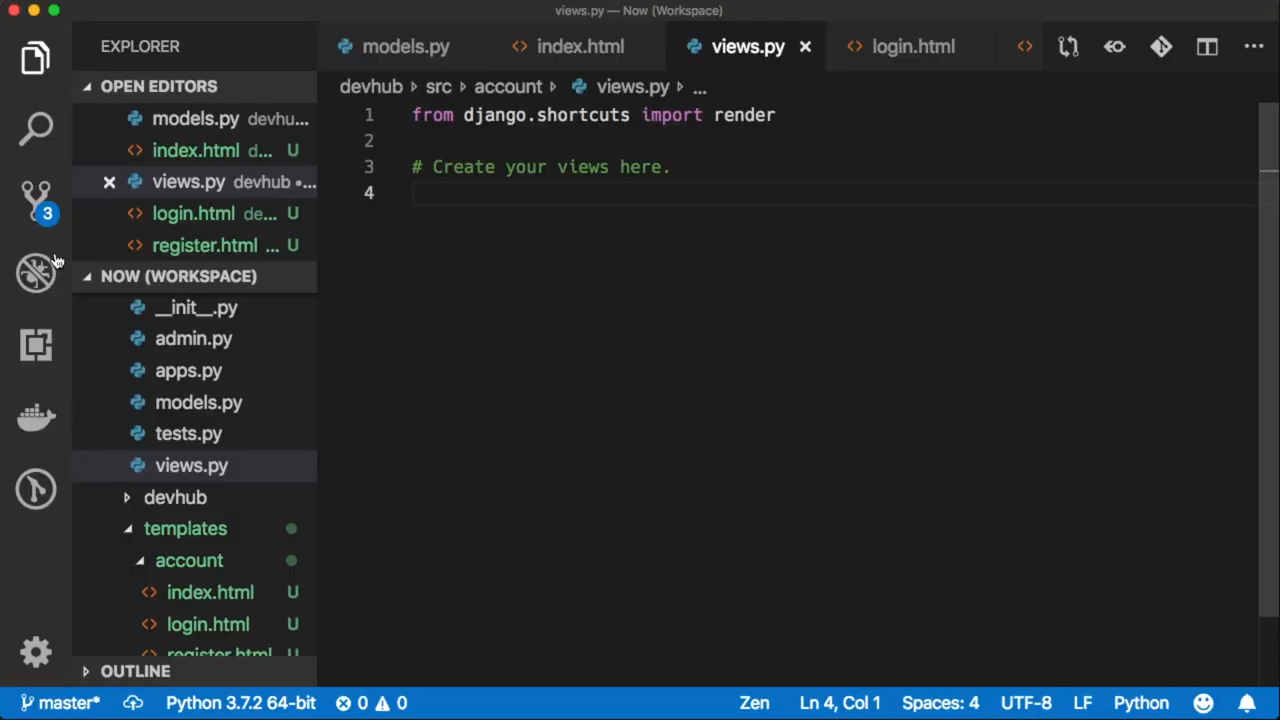 views.py — Now (Workspace)
EXPLORER
OPEN EDITORS
models.py devhu...
index.html d... U
views.py devhub •...
login.html de... U
register.html ... U
NOW (WORKSPACE)
__init__.py
admin.py
apps.py
models.py
tests.py
views.py
devhub
templates
account
index.html U
login.html U
register.html U
OUTLINE
3
models.py index.html views.py login.html
devhub src account views.py ...
1 from django.shortcuts import render
2
3 # Create your views here.
4
master* Python 3.7.2 64-bit 0 0 Zen Ln 4, Col 1 Spaces: 4 UTF-8 LF Python